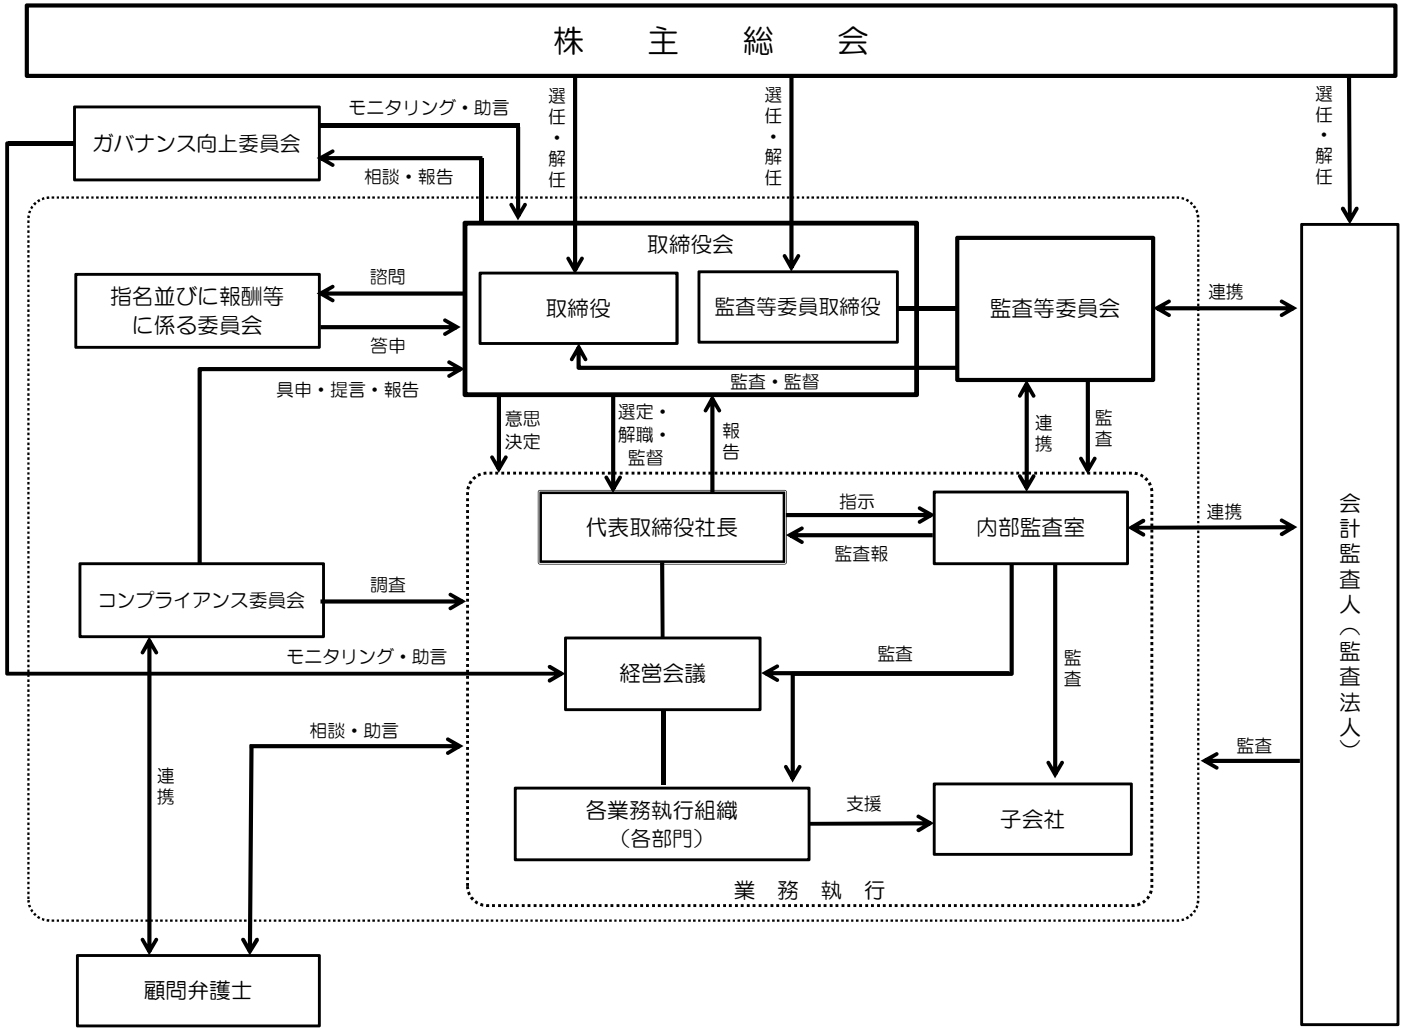 株主総会
モニタリング・助言
ガバナンス向上委員会
相談・報告
選任・解任
選任・解任
選任・解任
取締役会
諮問
指名並びに報酬等
に係る委員会
答申
取締役
監査等委員取締役
監査等委員会
連携
具申・提言・報告
監査・監督
意思
決定
選定・
解職・
監督
報告
連携
監査
代表取締役社長
指示
監査報
内部監査室
連携
会計監査人（監査法人）
コンプライアンス委員会
調査
モニタリング・助言
経営会議
監査
監査
相談・助言
監査
連携
各業務執行組織
（各部門）
支援
子会社
業務執行
顧問弁護士